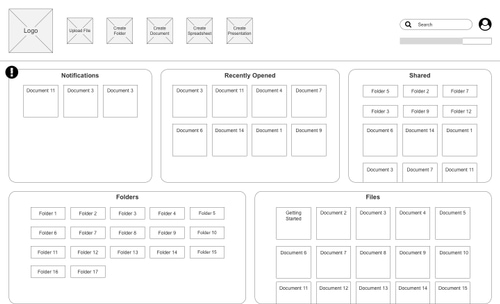 Logo
Upload File
Create
Folder
Create
Document
Create
Spreadsheet
Create
Presentation
Search
!
Notifications
Document 11
Document 3
Document 3
Recently Opened
Document 3
Document 11
Document 4
Document 7
Document 6
Document 14
Document 1
Document 9
Shared
Folder 5
Folder 2
Folder 7
Folder 3
Folder 9
Folder 12
Document 6
Document 14
Document 1
Document 3
Document 7
Document 11
Folders
Folder 1
Folder 2
Folder 3
Folder 4
Folder 5
Folder 6
Folder 7
Folder 8
Folder 9
Folder 10
Folder 11
Folder 12
Folder 13
Folder 14
Folder 15
Folder 16
Folder 17
Files
Getting
Started
Document 2
Document 3
Document 4
Document 5
Document 6
Document 7
Document 8
Document 9
Document 10
Document 11
Document 12
Document 13
Document 14
Document 15